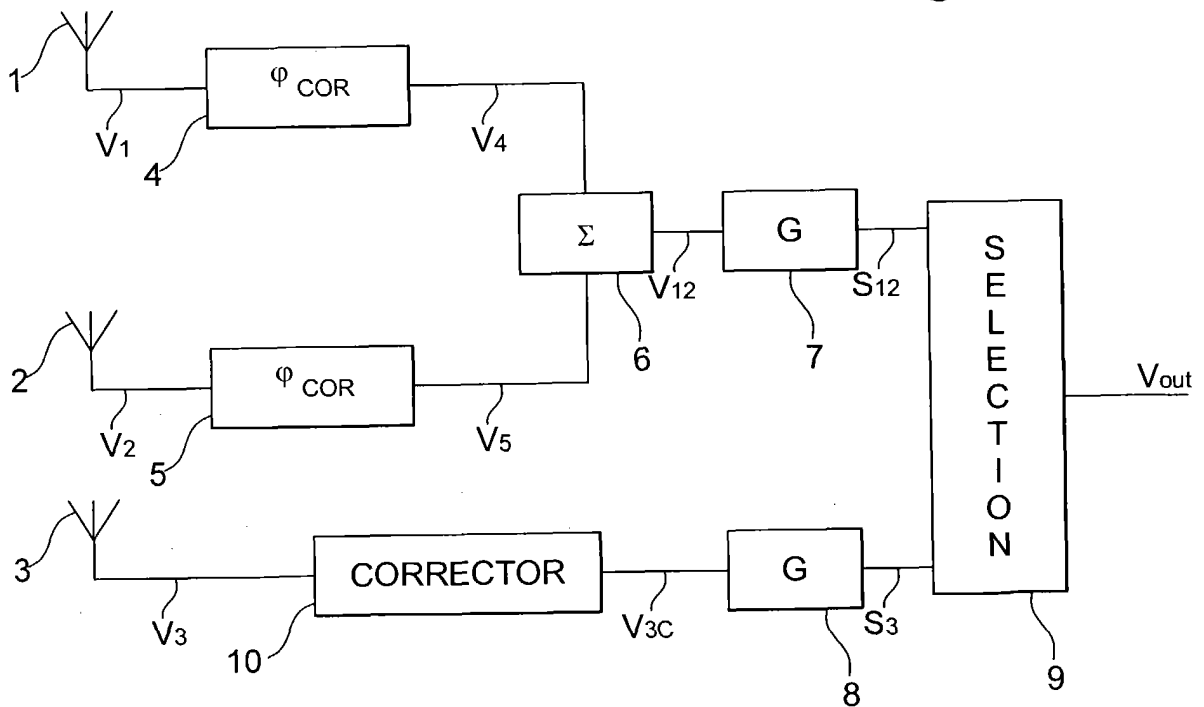 1
φ COR
V1
4
V4
Σ
6
V12
G
7
S12
SELECTION
9
Vout
2
φ COR
V2
5
V5
3
V3
CORRECTOR
10
V3C
G
8
S3